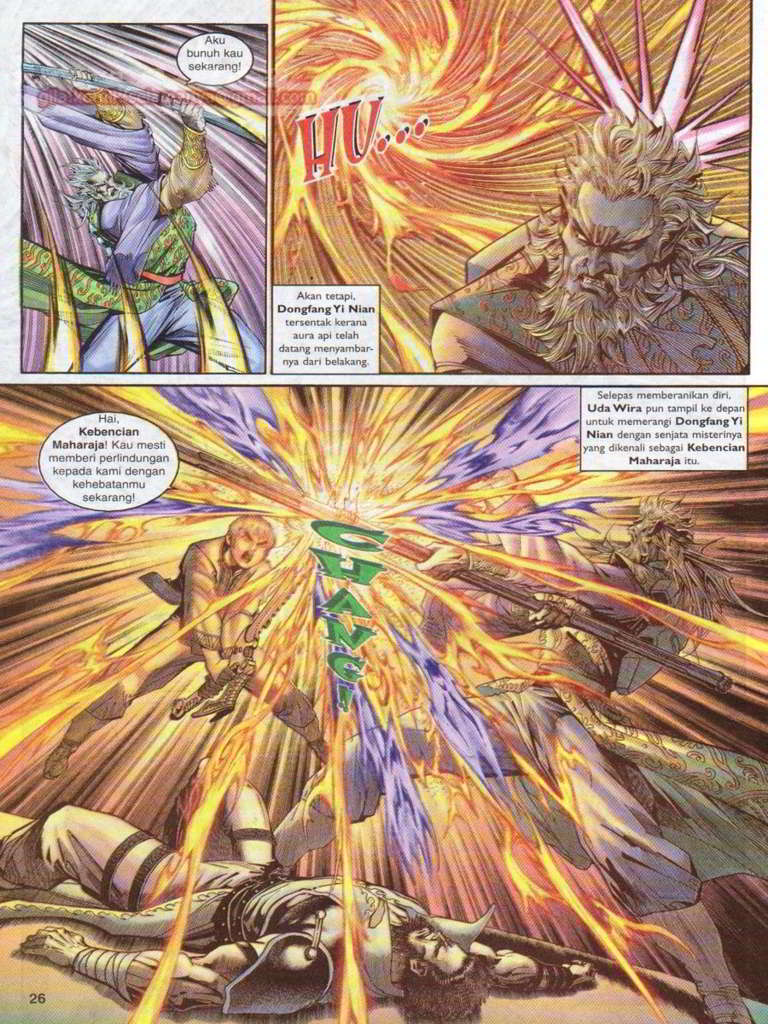 Aku
bunuh kau
sekarang!
HU...
Akan tetapi,
Dongfang Yi Nian
tersentak kerana
aura api telah
datang menyambar-
nya dari belakang.
Hai,
Kebencian
Maharaja! Kau mesti
memberi perlindungan
kepada kami dengan
kehebatanmu
sekarang!
Selepas memberanikan diri,
Uda Wira pun tampil ke depan
untuk memerangi Dongfang Yi
Nian dengan senjata misterinya
yang dikenali sebagai Kebencian
Maharaja itu.
CHANG!
26